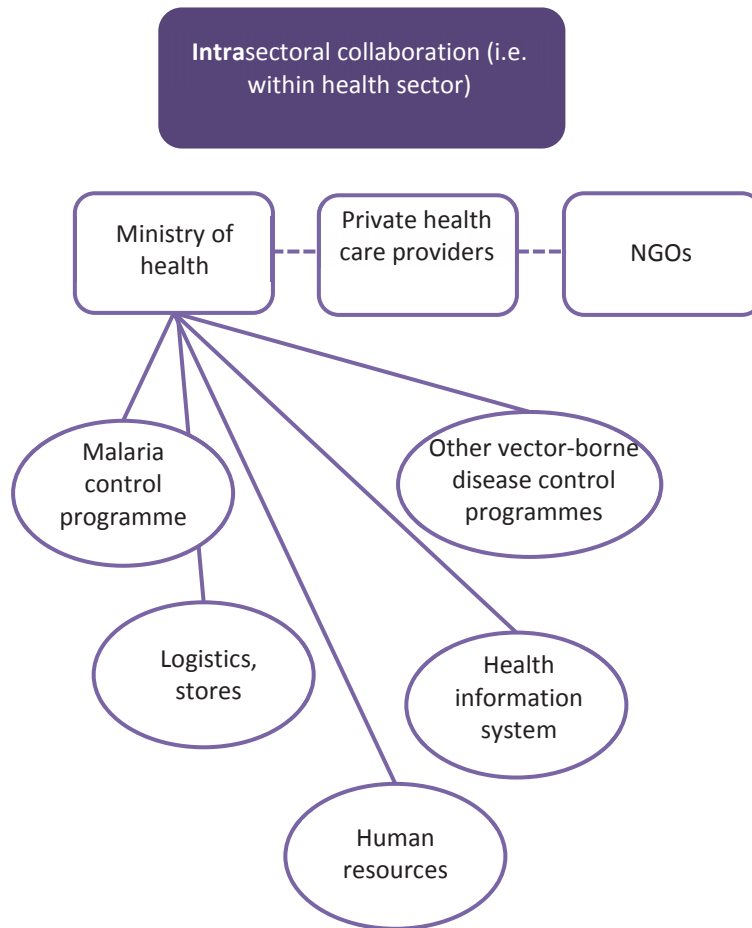 Intrasectoral collaboration (i.e.
within health sector)
Ministry of
health
Private health
care providers
NGOs
Malaria
control
programme
Other vector-borne
disease control
programmes
Logistics,
stores
Health
information
system
Human
resources